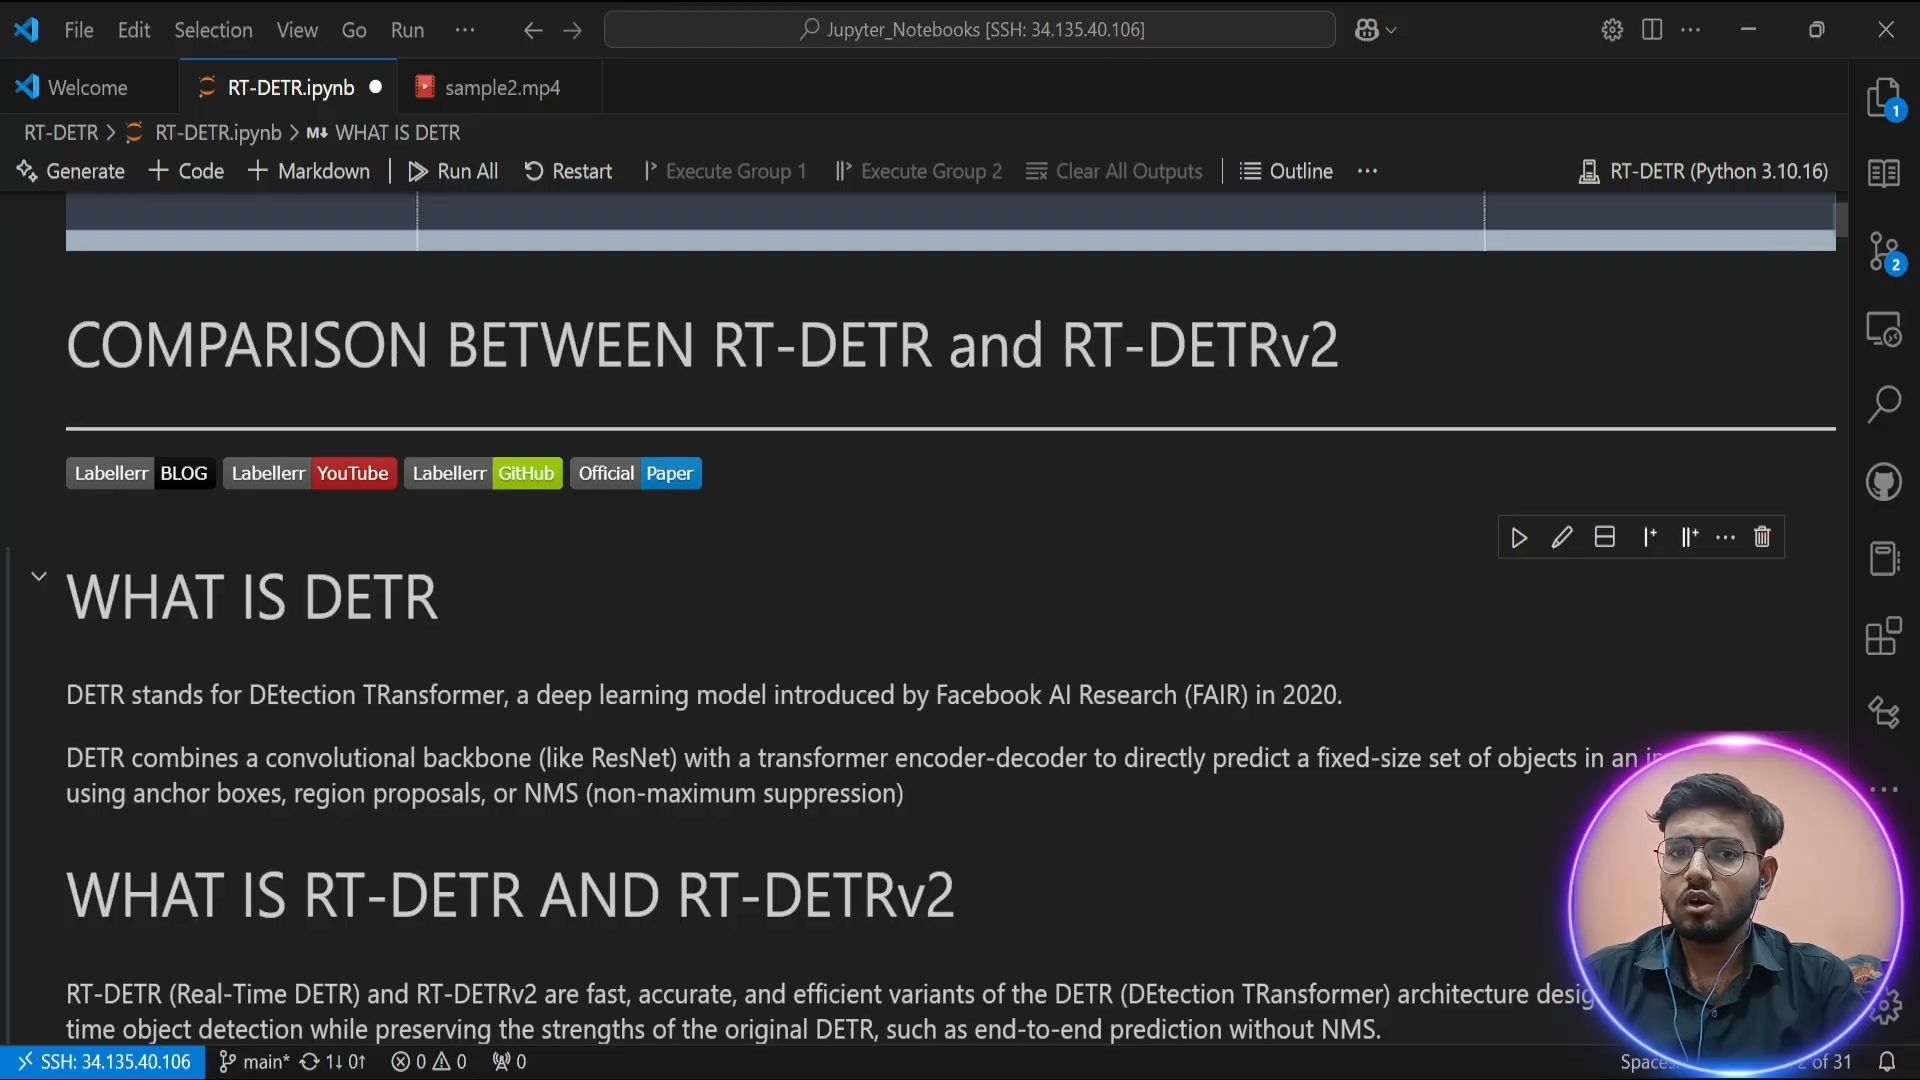 File Edit Selection View Go Run ···
Jupyter_Notebooks [SSH: 34.135.40.106]
Welcome
RT-DETR.ipynb
sample2.mp4
RT-DETR > RT-DETR.ipynb > M↓ WHAT IS DETR
Generate + Code + Markdown Run All Restart Execute Group 1 Execute Group 2 Clear All Outputs Outline ··· RT-DETR (Python 3.10.16)
1
2
COMPARISON BETWEEN RT-DETR and RT-DETRv2
Labellerr BLOG Labellerr YouTube Labellerr GitHub Official Paper
WHAT IS DETR
DETR stands for DEtection TRansformer, a deep learning model introduced by Facebook AI Research (FAIR) in 2020.
DETR combines a convolutional backbone (like ResNet) with a transformer encoder-decoder to directly predict a fixed-size set of objects in an
using anchor boxes, region proposals, or NMS (non-maximum suppression)
WHAT IS RT-DETR AND RT-DETRv2
RT-DETR (Real-Time DETR) and RT-DETRv2 are fast, accurate, and efficient variants of the DETR (DEtection TRansformer) architecture
time object detection while preserving the strengths of the original DETR, such as end-to-end prediction without NMS.
SSH: 34.135.40.106 main* 1↓ 0↑ 0 0 0 Spaces: of 31